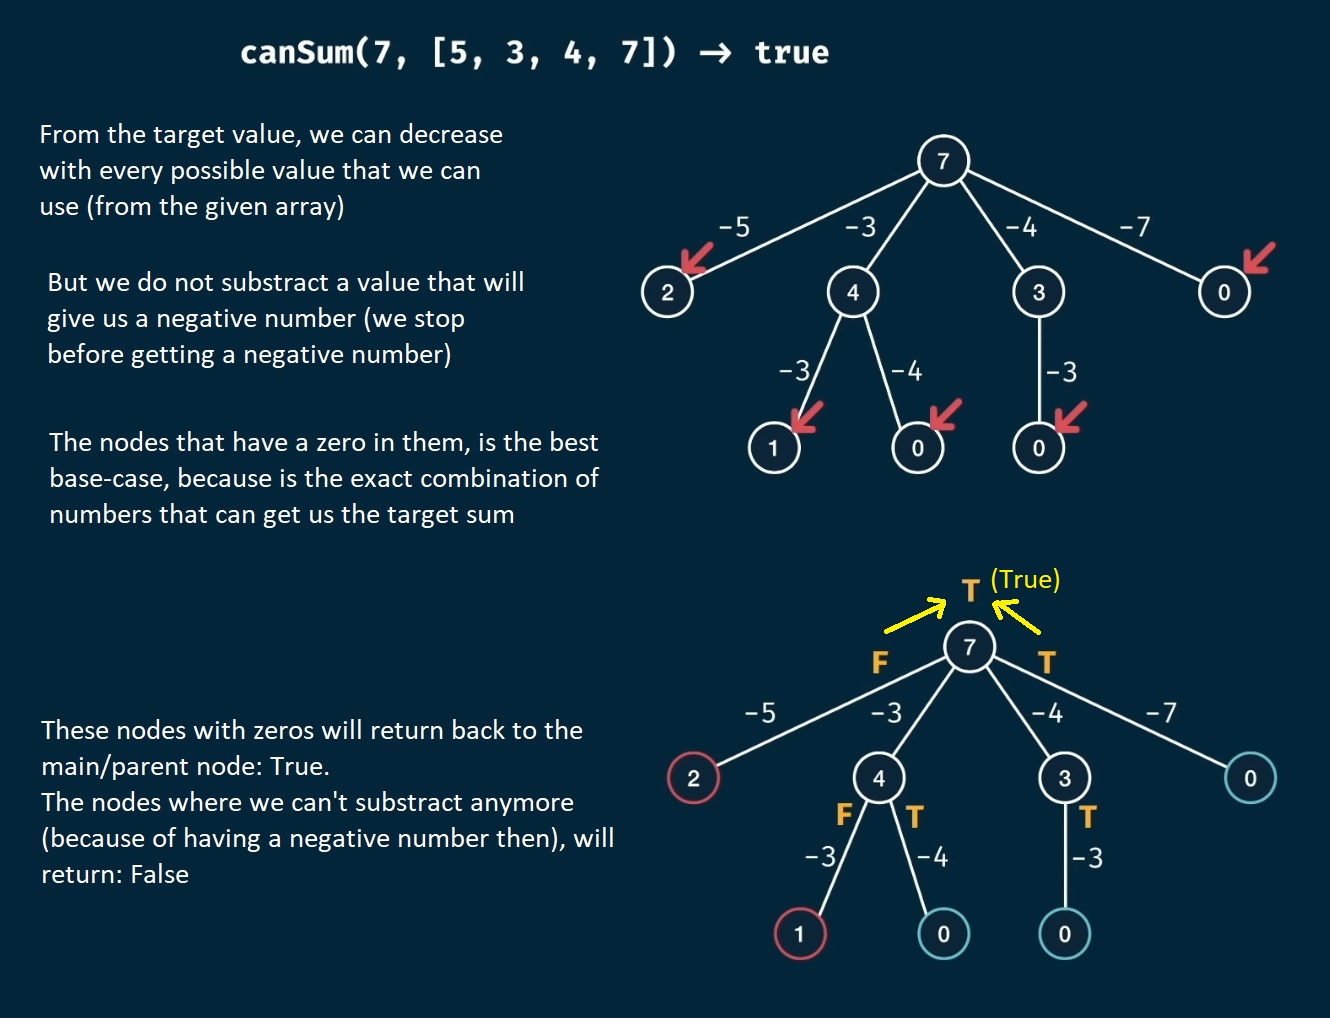 canSum(7, [5, 3, 4, 7]) → true
From the target value, we can decrease
with every possible value that we can
use (from the given array)
But we do not substract a value that will
give us a negative number (we stop
before getting a negative number)
The nodes that have a zero in them, is the best
base-case, because is the exact combination of
numbers that can get us the target sum
7
-5 -3 -4 -7
2 4 3 0
-3 -4 -3
1 0 0
T (True)
7
F T
-5 -3 -4 -7
2 4 3 0
F T T
-3 -4 -3
1 0 0
These nodes with zeros will return back to the
main/parent node: True.
The nodes where we can't substract anymore
(because of having a negative number then), will
return: False